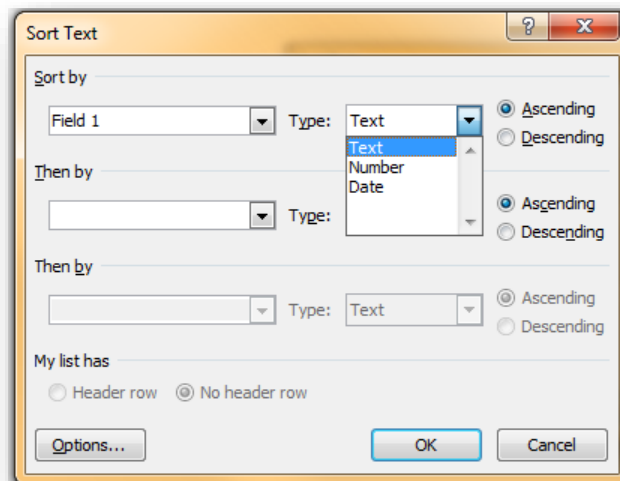 Sort Text
Sort by
Field 1 Type: Text Ascending
Descending
Text
Number
Date
Then by
Type: Ascending
Descending
Then by
Type: Text Ascending
Descending
My list has
Header row No header row
Options... OK Cancel